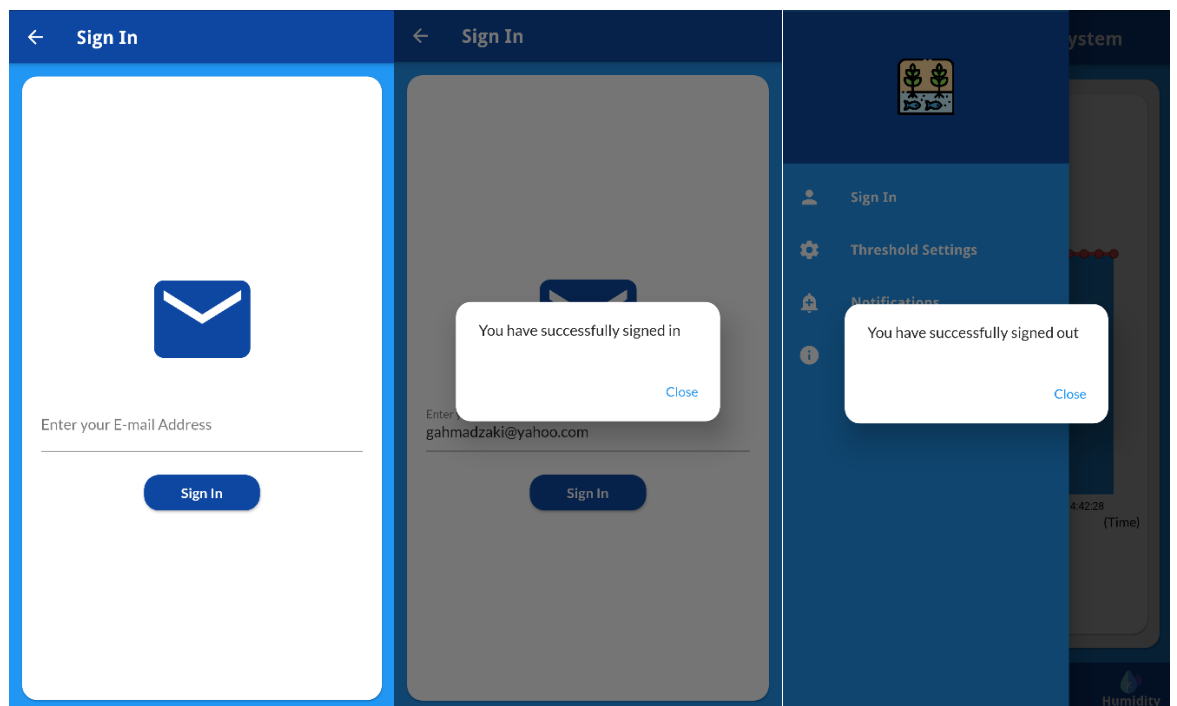 Sign In
Enter your E-mail Address
Sign In
Sign In
You have successfully signed in
Close
Enter
gahmadzaki@yahoo.com
Sign In
ystem
Sign In
Threshold Settings
Notifications
You have successfully signed out
Close
4:42:28
(Time)
Humidity